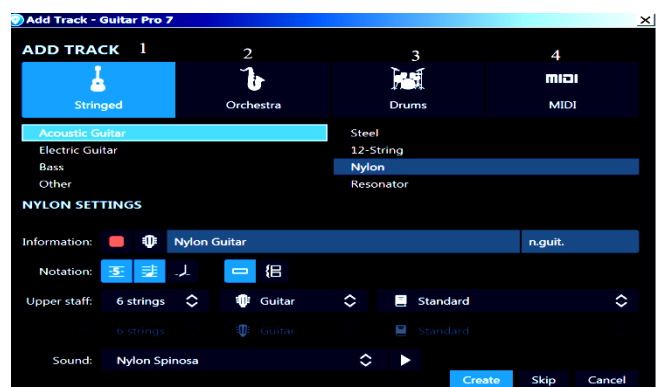 Add Track - Guitar Pro 7
ADD TRACK 1 2 3 4
MIDI
Stringed Orchestra Drums MIDI
Acoustic Guitar Steel
Electric Guitar 12-String
Bass Nylon
Other Resonator
NYLON SETTINGS
Information: Nylon Guitar n.guit.
Notation: 5
Upper staff: 6 strings Guitar Standard
6 strings Guitar Standard
Sound: Nylon Spinosa
Create Skip Cancel